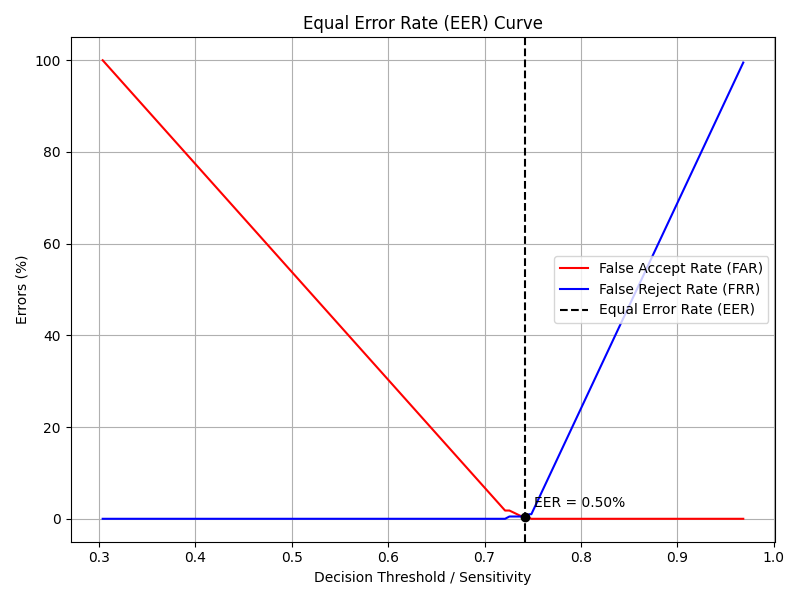 Equal Error Rate (EER) Curve
Errors (%)
100
80
60
40
20
0
False Accept Rate (FAR)
False Reject Rate (FRR)
Equal Error Rate (EER)
EER = 0.50%
0.3 0.4 0.5 0.6 0.7 0.8 0.9 1.0
Decision Threshold / Sensitivity